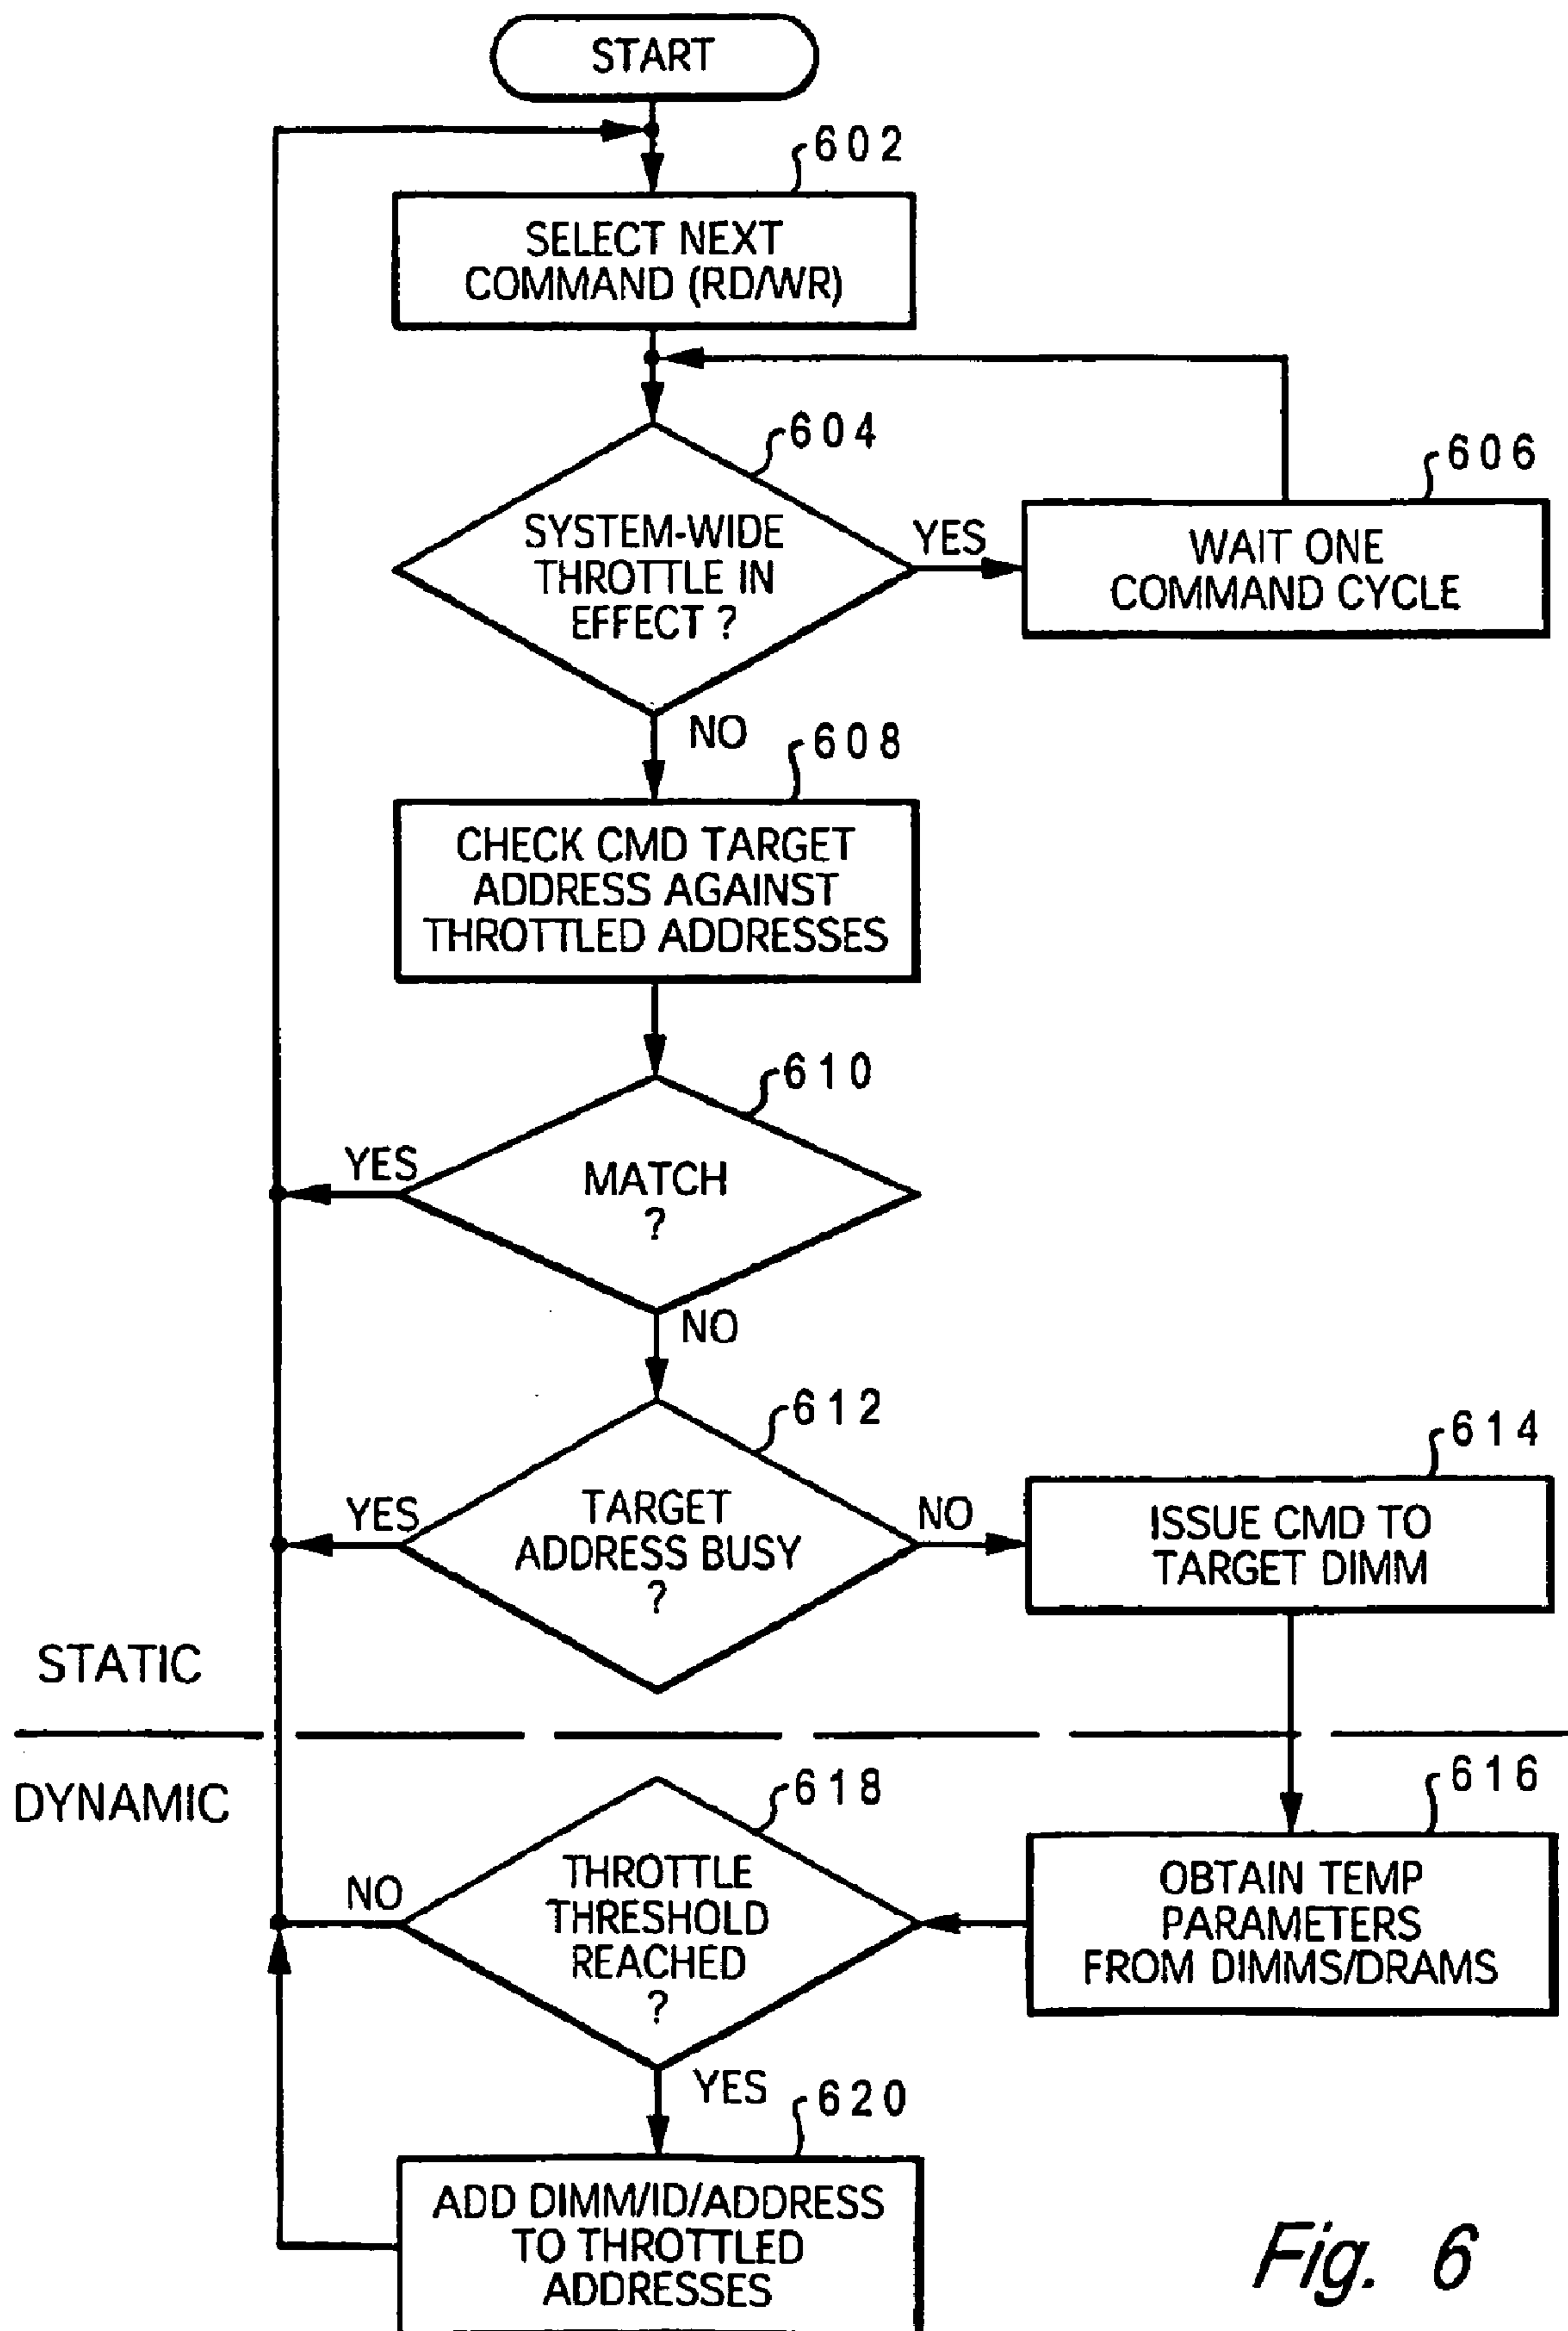 START
602
SELECT NEXT
COMMAND (RD/WR)
604
SYSTEM-WIDE
THROTTLE IN
EFFECT ?
YES
606
WAIT ONE
COMMAND CYCLE
NO
608
CHECK CMD TARGET
ADDRESS AGAINST
THROTTLED ADDRESSES
610
MATCH
?
YES
NO
612
TARGET
ADDRESS BUSY
?
YES
NO
614
ISSUE CMD TO
TARGET DIMM
STATIC
DYNAMIC
616
OBTAIN TEMP
PARAMETERS
FROM DIMMS/DRAMS
618
THROTTLE
THRESHOLD
REACHED
?
NO
YES
620
ADD DIMM/ID/ADDRESS
TO THROTTLED
ADDRESSES
Fig. 6